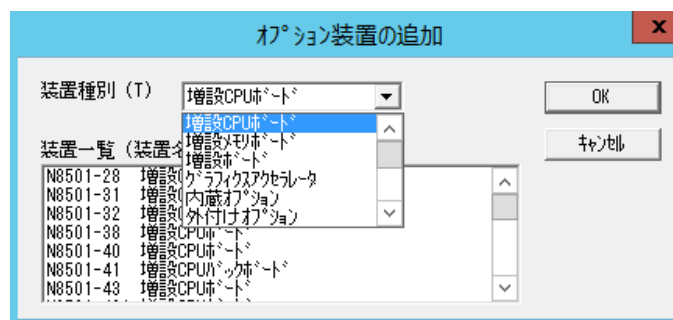 ｵﾌﾟｼｮﾝ装置の追加
x
装置種別 (T)
増設CPUﾎﾞｰﾄﾞ
OK
増設CPUﾎﾞｰﾄﾞ
増設ﾒﾓﾘﾎﾞｰﾄﾞ
増設ﾎﾞｰﾄﾞ
ｸﾞﾗﾌｨｸｽｱｸｾﾗﾚｰﾀ
内蔵ｵﾌﾟｼｮﾝ
外付けｵﾌﾟｼｮﾝ
ｷｬﾝｾﾙ
装置一覧 (装置名
N8501-28 増設
N8501-31 増設
N8501-32 増設
N8501-38 増設CPUﾎﾞｰﾄﾞ
N8501-40 増設CPUﾎﾞｰﾄﾞ
N8501-41 増設CPUﾊﾞｯｸﾎﾞｰﾄﾞ
N8501-43 増設CPUﾎﾞｰﾄﾞ